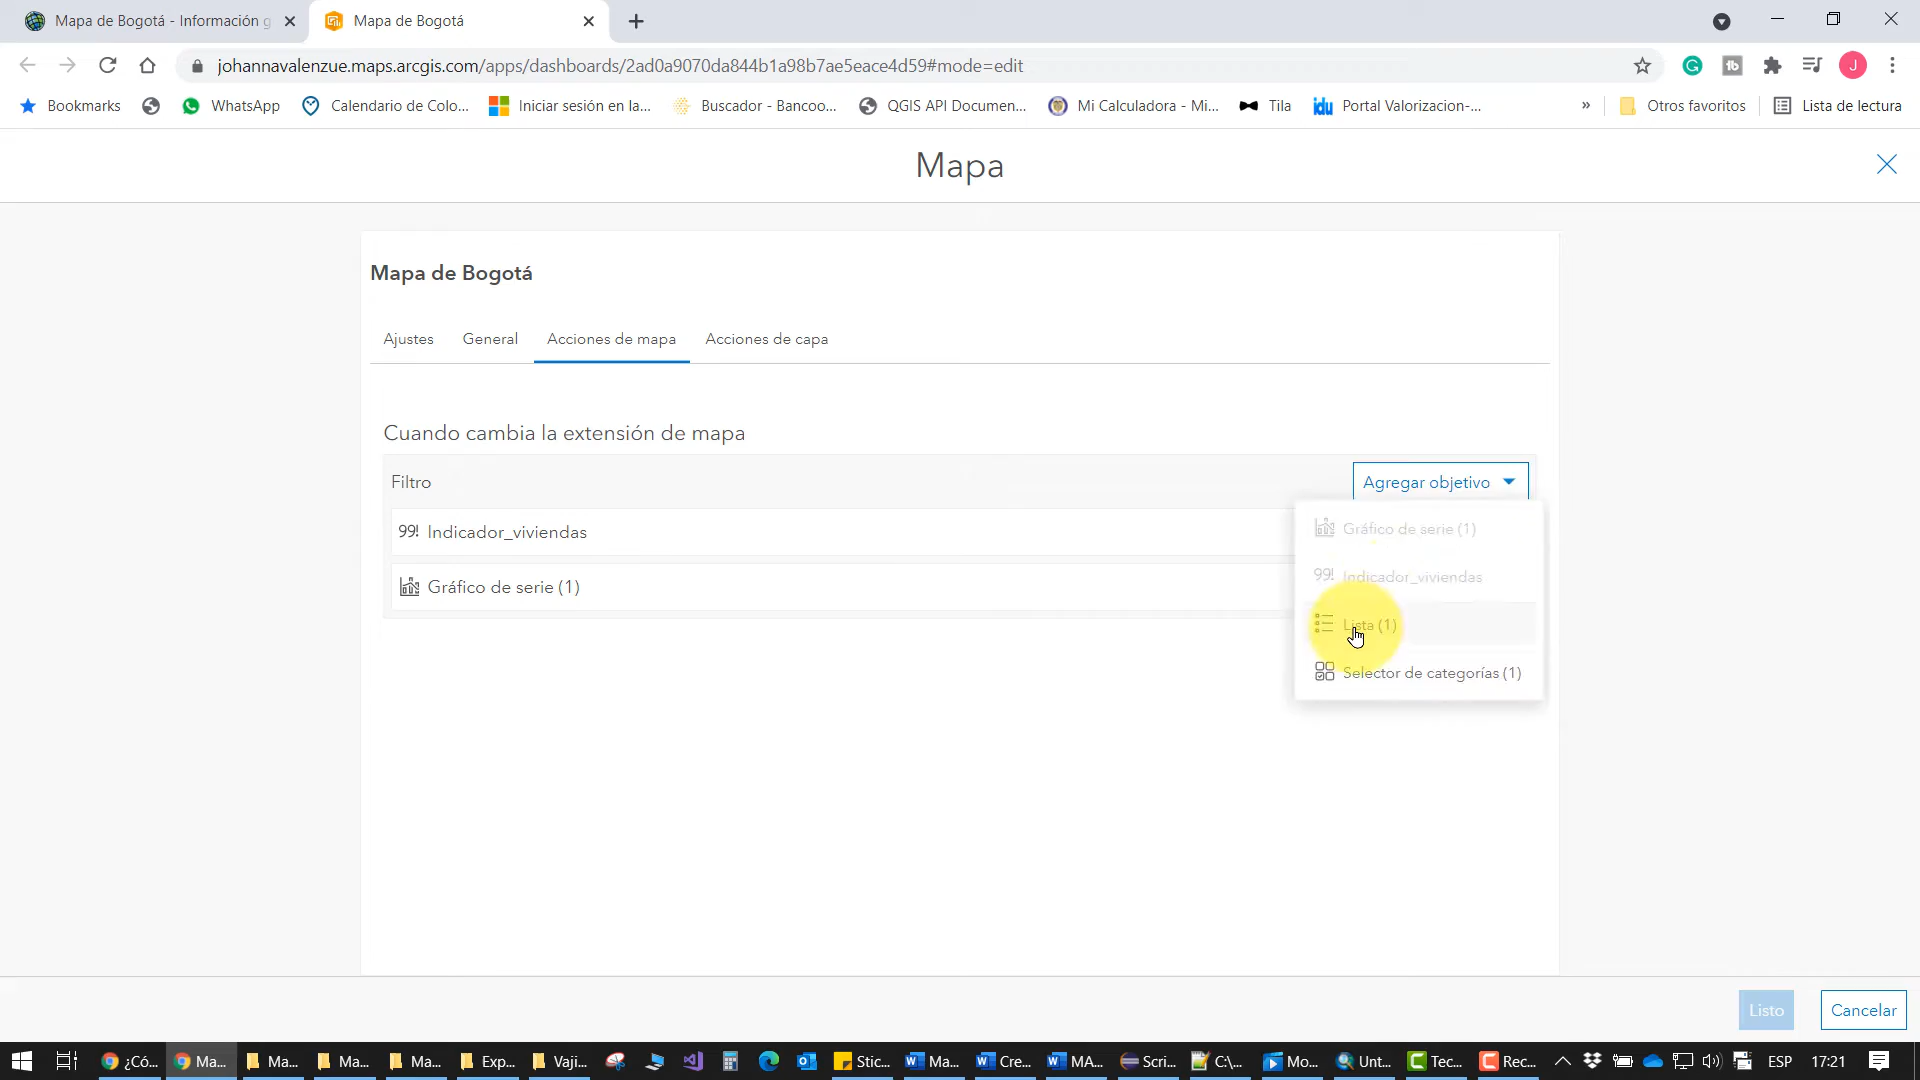 Mapa de Bogotá - Información g
Mapa de Bogotá
johannavalenzue.maps.arcgis.com/apps/dashboards/2ad0a9070da844b1a98b7ae5eace4d59#mode=edit
J
Bookmarks
WhatsApp
Calendario de Colo...
Iniciar sesión en la...
Buscador - Bancoo...
QGIS API Documen...
Mi Calculadora - Mi...
Tila
idu Portal Valorizacion-...
»
Otros favoritos
Lista de lectura
Mapa
Mapa de Bogotá
Ajustes
General
Acciones de mapa
Acciones de capa
Cuando cambia la extensión de mapa
Filtro
Agregar objetivo
99! Indicador_viviendas
Gráfico de serie (1)
Gráfico de serie (1)
99! Indicador_viviendas
Lista (1)
Selector de categorías (1)
Listo
Cancelar
¿Có...
Ma...
Ma...
Ma...
Ma...
Exp...
Vaji...
Stic...
Ma...
Cre...
MA...
Scri...
C:\...
Mo...
Unt...
Tec...
Rec...
ESP
17:21